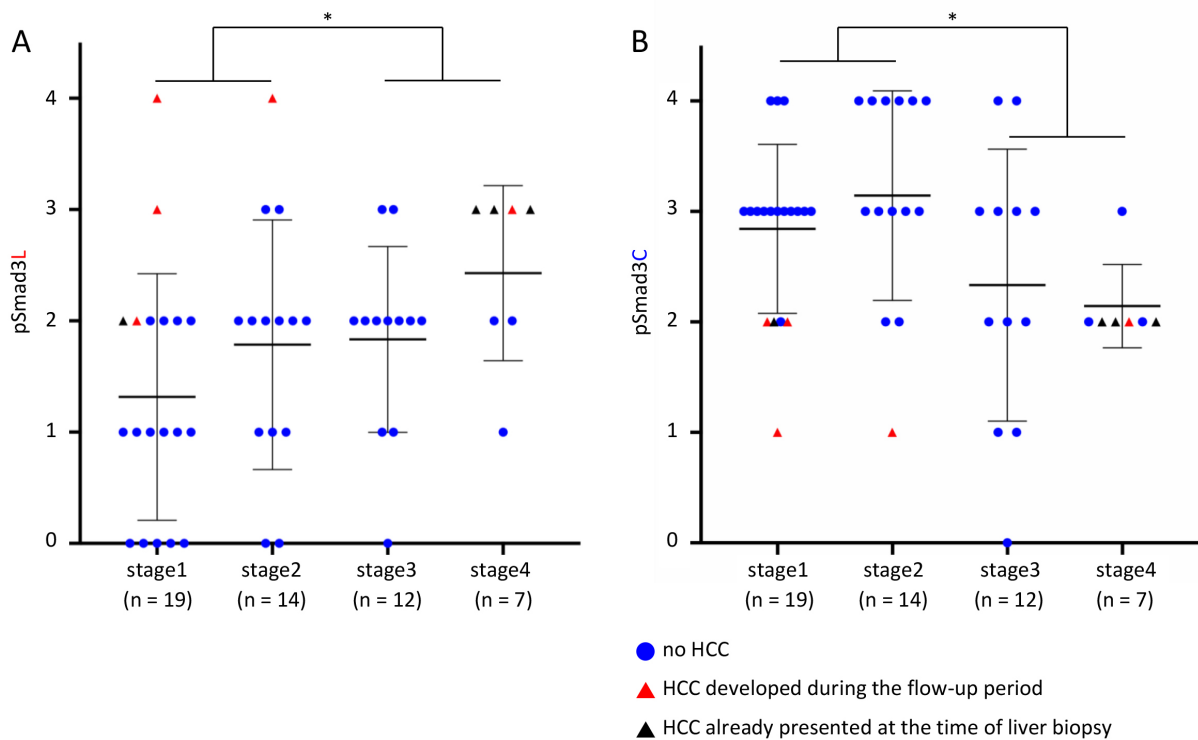 A
*
4
3
2
1
0
pSmad3L
stage1
(n = 19)
stage2
(n = 14)
stage3
(n = 12)
stage4
(n = 7)
B
*
4
3
2
1
0
pSmad3C
stage1
(n = 19)
stage2
(n = 14)
stage3
(n = 12)
stage4
(n = 7)
no HCC
HCC developed during the flow-up period
HCC already presented at the time of liver biopsy